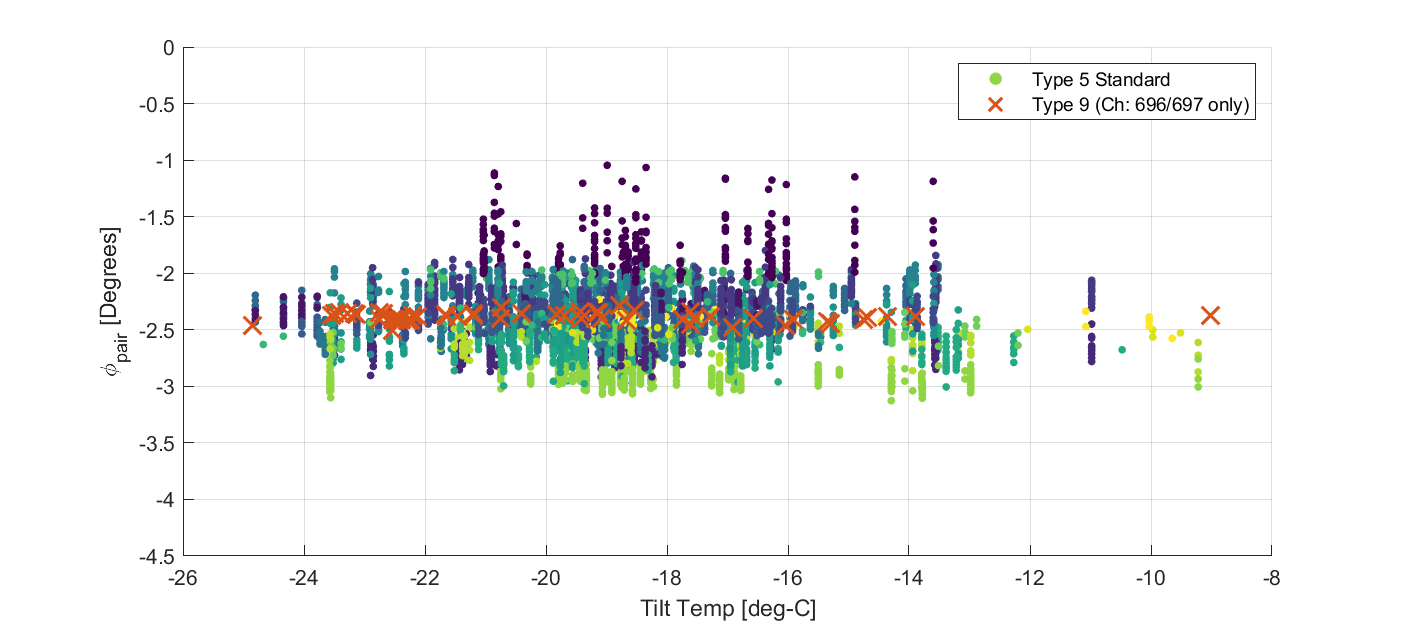 0
-0.5
-1
-1.5
-2
-2.5
-3
-3.5
-4
-4.5
ϕpair [Degrees]
Type 5 Standard
Type 9 (Ch: 696/697 only)
-26 -24 -22 -20 -18 -16 -14 -12 -10 -8
Tilt Temp [deg-C]